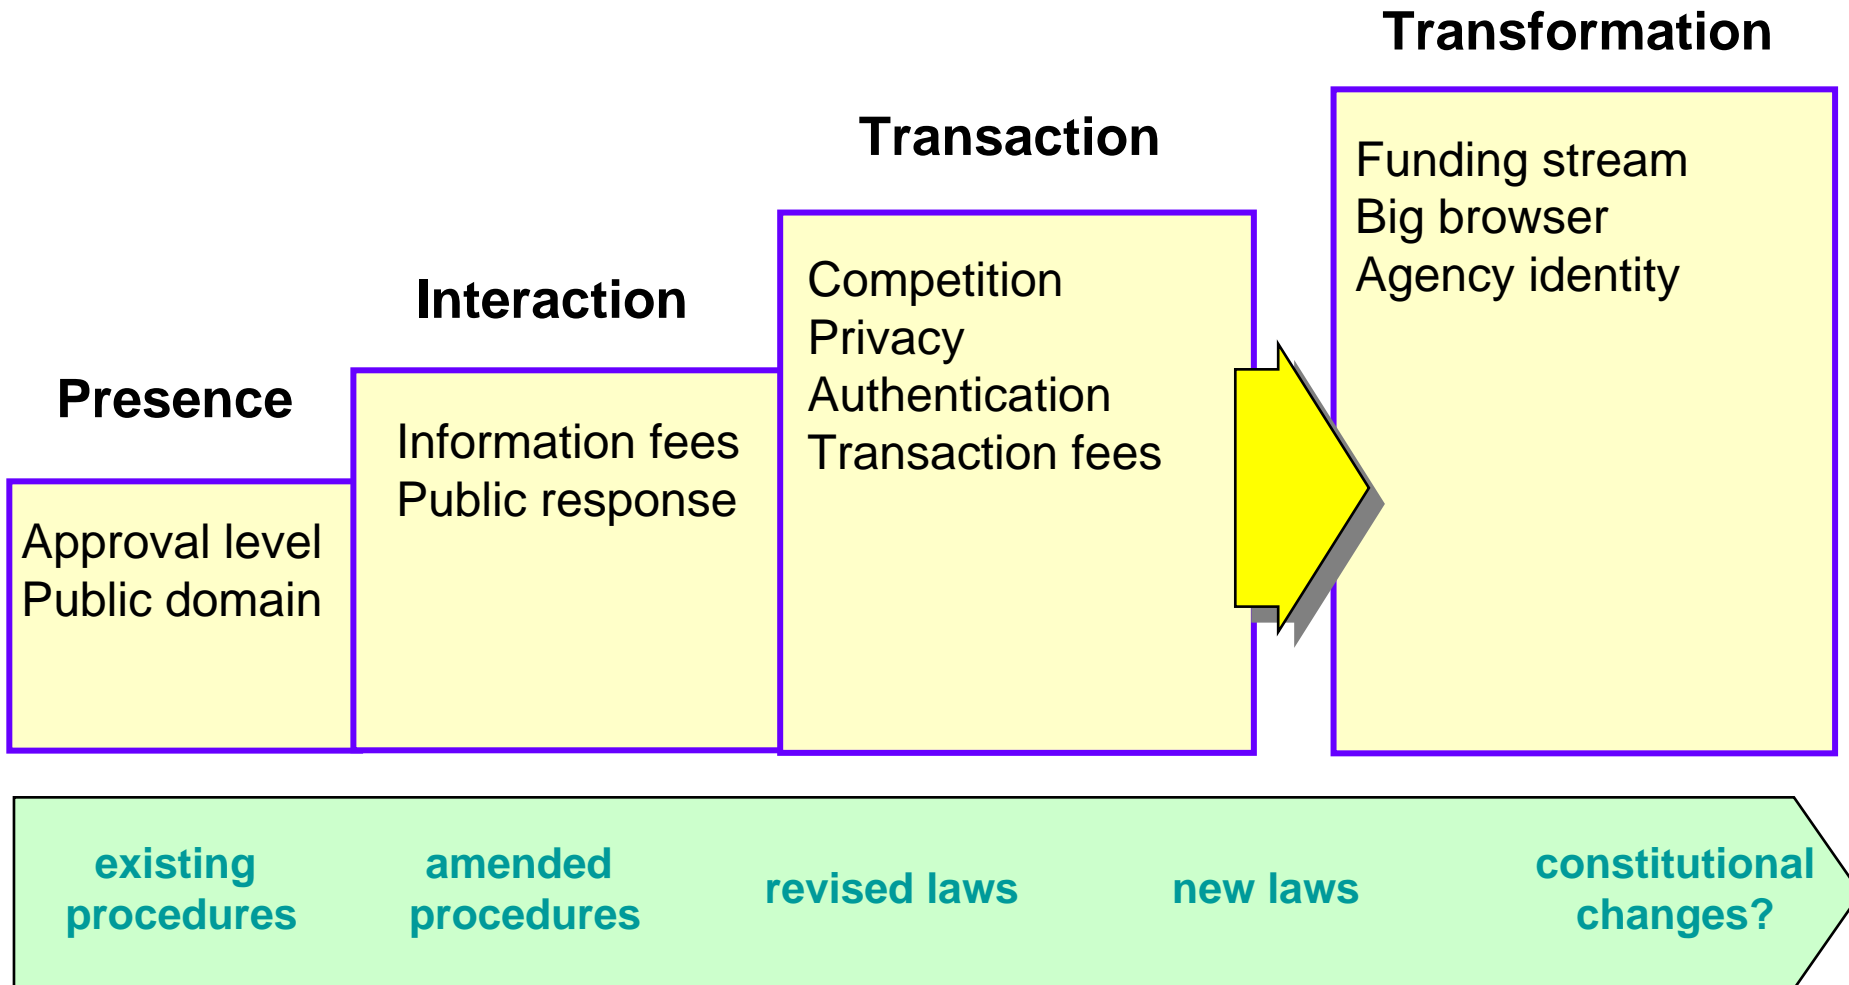 Transformation
Funding stream
Big browser
Agency identity
Transaction
Competition
Privacy
Authentication
Transaction fees
Interaction
Information fees
Public response
Presence
Approval level
Public domain
existing
procedures
amended
procedures
revised laws
new laws
constitutional
changes?